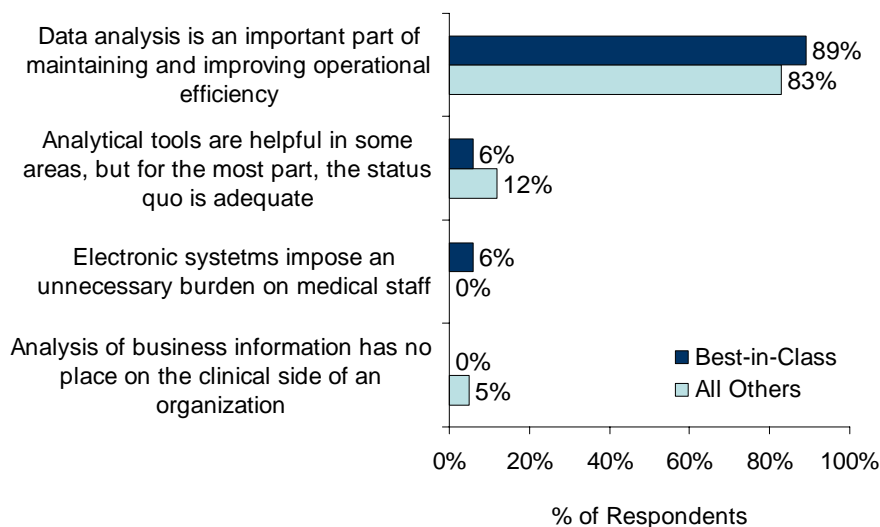 Data analysis is an important part of
maintaining and improving operational
efficiency
89%
83%
Analytical tools are helpful in some
areas, but for the most part, the status
quo is adequate
6%
12%
Electronic systetms impose an
unnecessary burden on medical staff
6%
0%
Analysis of business information has no
place on the clinical side of an
organization
0%
5%
Best-in-Class
All Others
0% 20% 40% 60% 80% 100%
% of Respondents